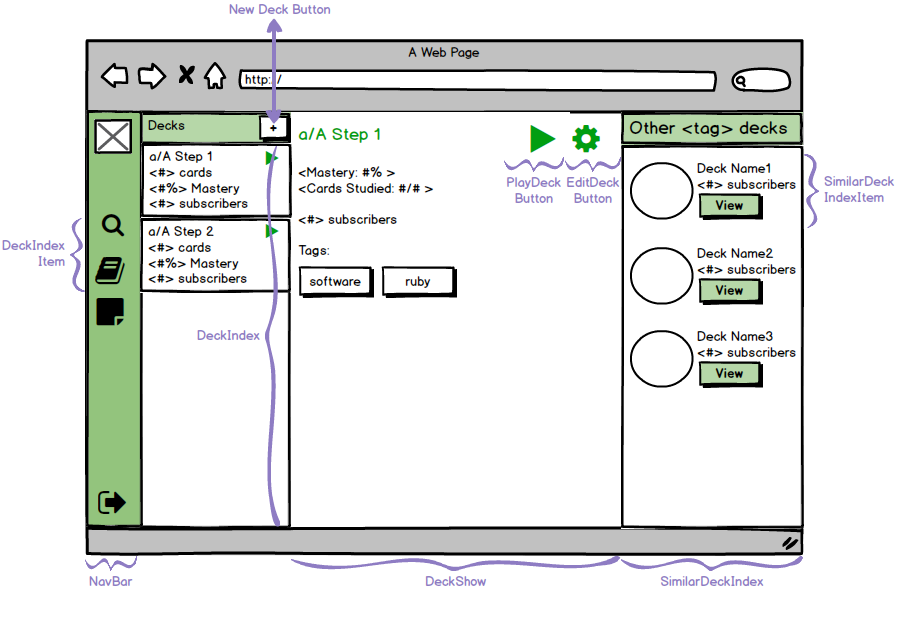 New Deck Button
A Web Page
http://
Decks
+
a/A Step 1
<#> cards
<#%> Mastery
<#> subscribers
a/A Step 2
<#> cards
<#%> Mastery
<#> subscribers
DeckIndex
Item
DeckIndex
a/A Step 1
<Mastery: #% >
<Cards Studied: #/# >
<#> subscribers
Tags:
software
ruby
PlayDeck
Button
EditDeck
Button
Other <tag> decks
Deck Name1
<#> subscribers
View
Deck Name2
<#> subscribers
View
Deck Name3
<#> subscribers
View
SimilarDeck
IndexItem
NavBar
DeckShow
SimilarDeckIndex